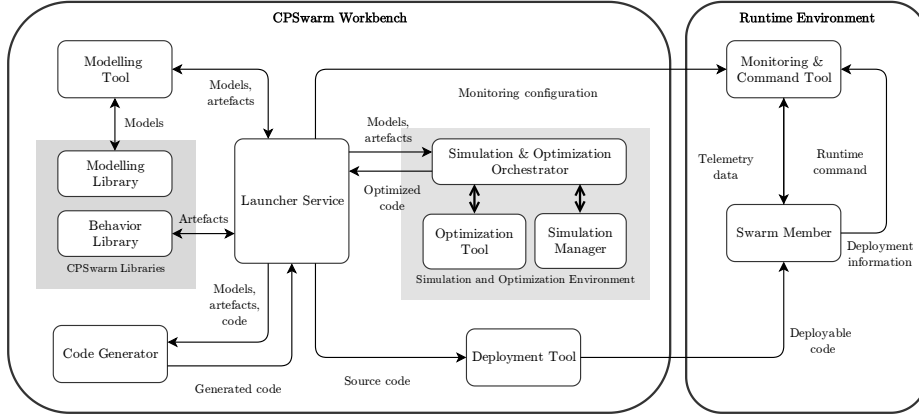 CPSwarm Workbench
Runtime Environment
Modelling
Tool
Models,
artefacts
Monitoring &
Command Tool
Monitoring configuration
Models
Models,
artefacts
Modelling
Library
Simulation & Optimization
Orchestrator
Telemetry
data
Runtime
command
Launcher Service
Optimized
code
Behavior
Library
Artefacts
Optimization
Tool
Simulation
Manager
Swarm Member
Deployment
information
CPSwarm Libraries
Simulation and Optimization Environment
Models,
artefacts,
code
Code Generator
Deployment Tool
Deployable
code
Generated code
Source code